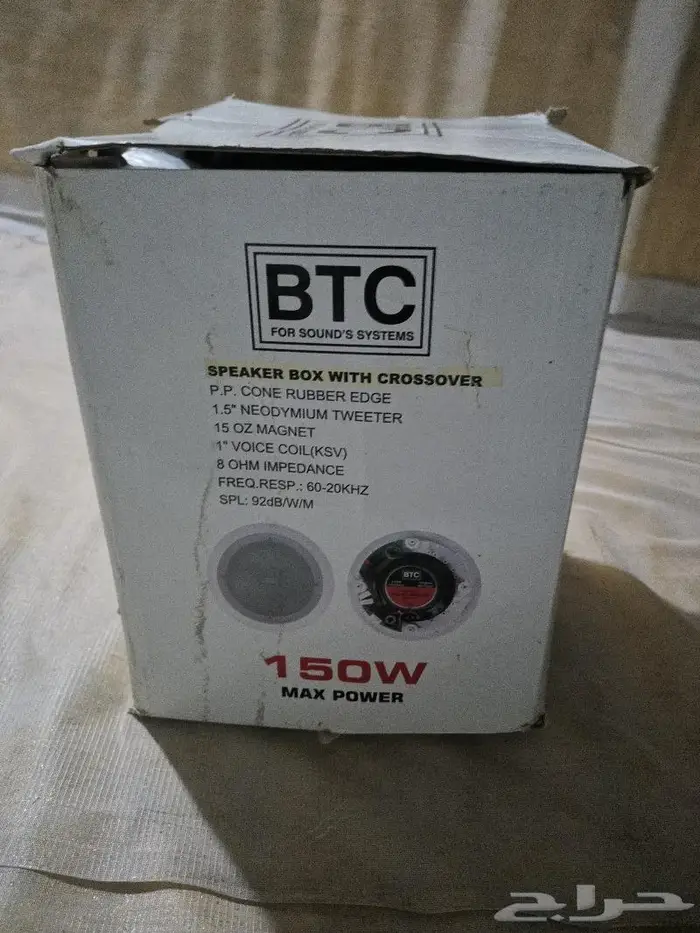 BTC
FOR SOUND'S SYSTEMS
SPEAKER BOX WITH CROSSOVER
P.P. CONE RUBBER EDGE
1.5" NEODYMIUM TWEETER
15 OZ MAGNET
1" VOICE COIL(KSV)
8 OHM IMPEDANCE
FREQ.RESP.: 60-20KHZ
SPL: 92dB/W/M
BTC
150W
MAX POWER
حراج